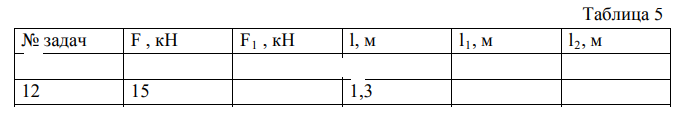 Таблица 5
№ задач F , кН F₁ , кН l, м l₁, м l₂, м
12 15 1,3